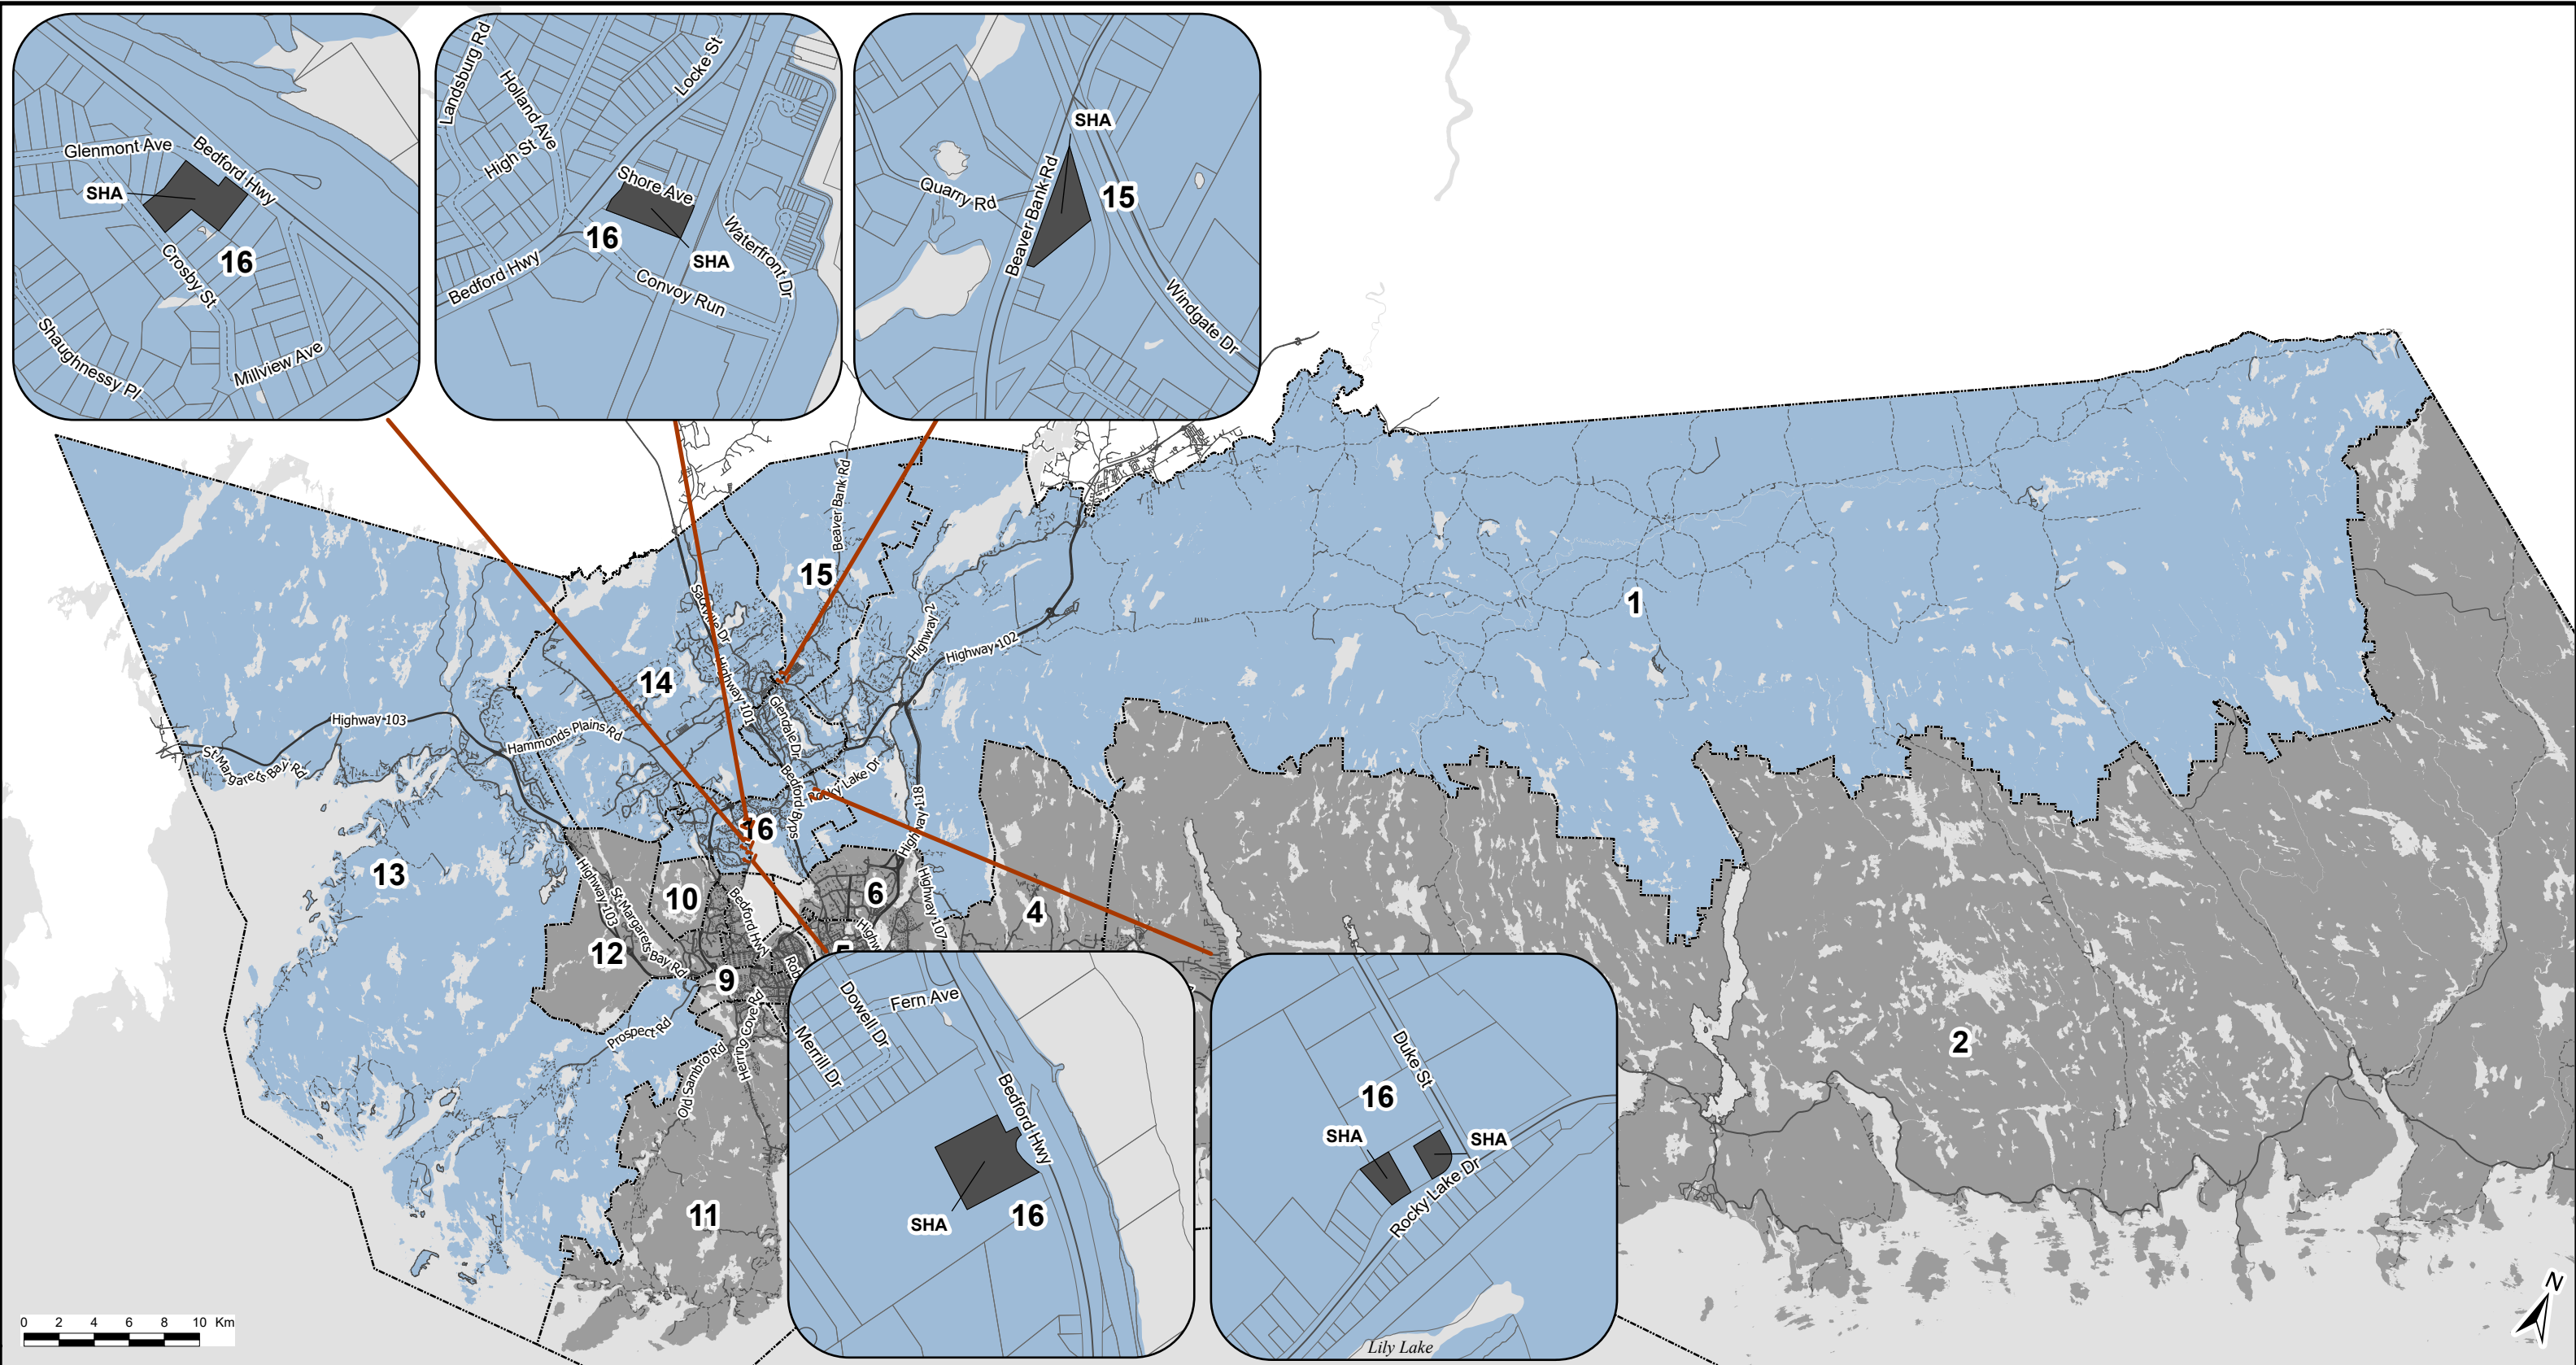 Glenmont Ave
Bedford Hwy
SHA
16
Crosby St
Shaughnessy Pl
Millview Ave
Landsburg Rd
Holland Ave
Locke St
High St
Shore Ave
16
SHA
Bedford Hwy
Convoy Run
Waterfront Dr
SHA
Beaver Bank Rd
15
Quarry Rd
Windgate Dr
Beaver Bank Rd
15
1
Sackville Dr
Highway 2
Highway 102
14
Highway 101
Highway 103
Hammonds Plains Rd
St Margarets Bay Rd
Glendale Dr
Bedford Byps
Rocky Lake Dr
16
Highway 118
13
10
6
4
Highway 103
St Margarets Bay Rd
Bedford Hwy
Highway 107
12
9
5
2
Prospect Rd
Old Sambro Rd
Herring Cove Rd
11
Dowell Dr
Fern Ave
Merrill Dr
Bedford Hwy
SHA
16
Duke St
16
SHA
SHA
Rocky Lake Dr
Lily Lake
0 2 4 6 8 10 Km
N